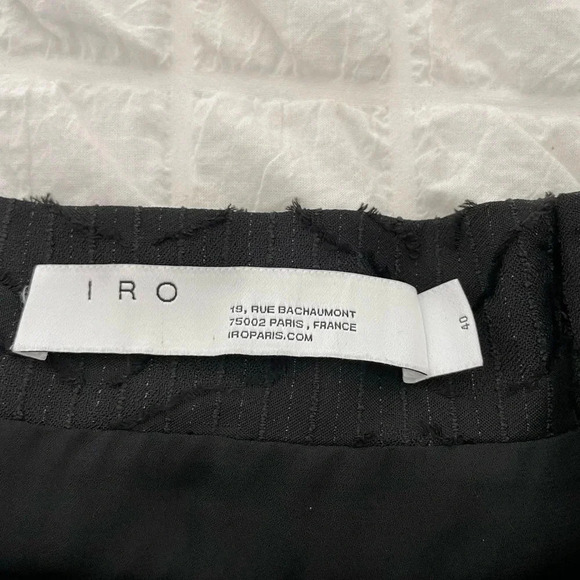 IRO
19, RUE BACHAUMONT
75002 PARIS, FRANCE
IROPARIS.COM
40